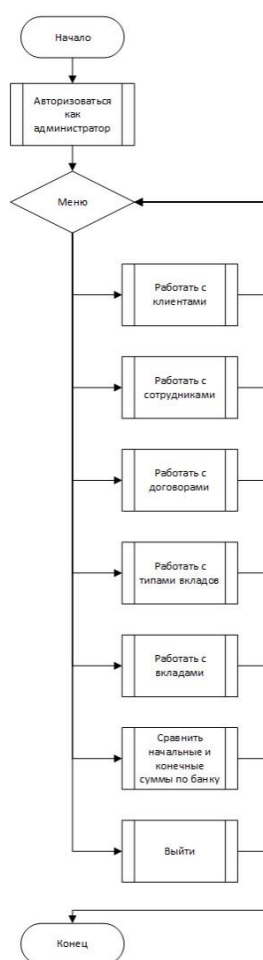 Начало
Авторизоваться
как
администратор
Меню
Работать с
клиентами
Работать с
сотрудниками
Работать с
договорами
Работать с
типами вкладов
Работать с
вкладами
Сравнить
начальные и
конечные
суммы по банку
Выйти
Конец